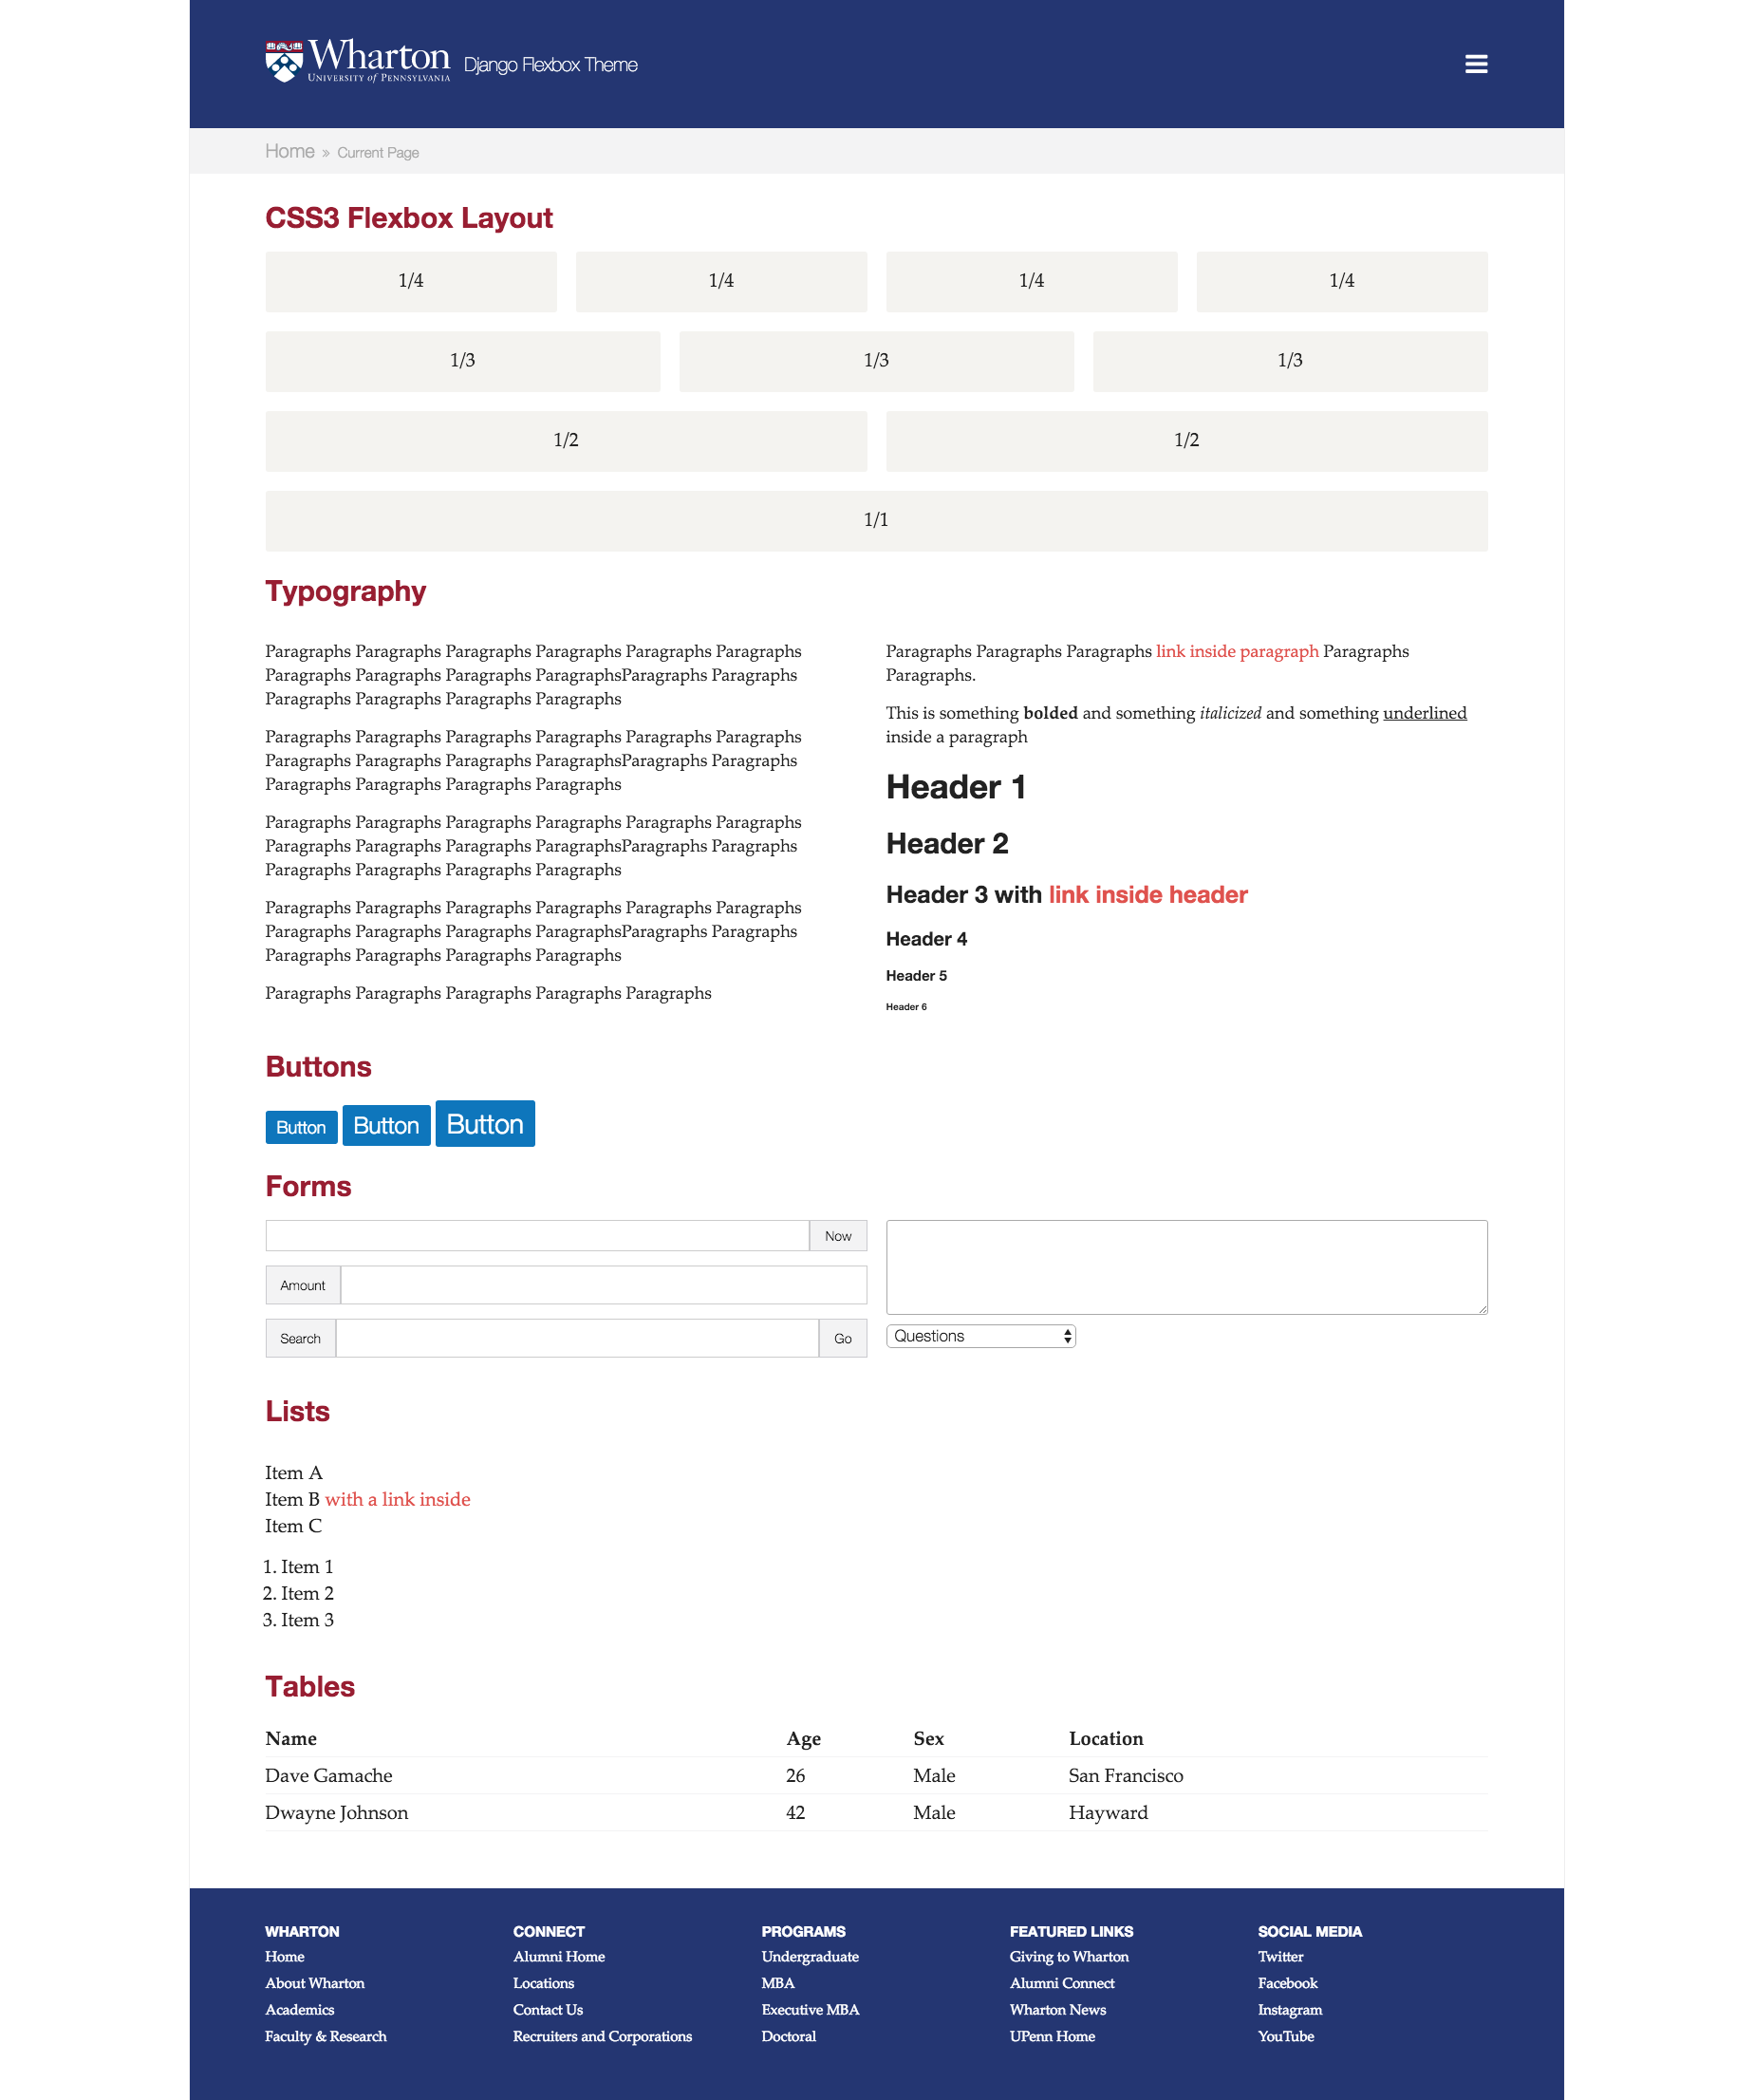 Wharton
UNIVERSITY of PENNSYLVANIA
Django Flexbox Theme
Home » Current Page
CSS3 Flexbox Layout
1/4 1/4 1/4 1/4
1/3 1/3 1/3
1/2 1/2
1/1
Typography
Paragraphs Paragraphs Paragraphs Paragraphs Paragraphs Paragraphs
Paragraphs Paragraphs Paragraphs ParagraphsParagraphs Paragraphs
Paragraphs Paragraphs Paragraphs Paragraphs
Paragraphs Paragraphs Paragraphs Paragraphs Paragraphs Paragraphs
Paragraphs Paragraphs Paragraphs ParagraphsParagraphs Paragraphs
Paragraphs Paragraphs Paragraphs Paragraphs
Paragraphs Paragraphs Paragraphs Paragraphs Paragraphs Paragraphs
Paragraphs Paragraphs Paragraphs ParagraphsParagraphs Paragraphs
Paragraphs Paragraphs Paragraphs Paragraphs
Paragraphs Paragraphs Paragraphs Paragraphs Paragraphs Paragraphs
Paragraphs Paragraphs Paragraphs ParagraphsParagraphs Paragraphs
Paragraphs Paragraphs Paragraphs Paragraphs
Paragraphs Paragraphs Paragraphs Paragraphs Paragraphs
Paragraphs Paragraphs Paragraphs link inside paragraph Paragraphs
Paragraphs.
This is something bolded and something italicized and something underlined
inside a paragraph
Header 1
Header 2
Header 3 with link inside header
Header 4
Header 5
Header 6
Buttons
Button Button Button
Forms
Now
Amount
Search Go
Questions
Lists
Item A
Item B with a link inside
Item C
1. Item 1
2. Item 2
3. Item 3
Tables
Name Age Sex Location
Dave Gamache 26 Male San Francisco
Dwayne Johnson 42 Male Hayward
WHARTON
Home
About Wharton
Academics
Faculty & Research
CONNECT
Alumni Home
Locations
Contact Us
Recruiters and Corporations
PROGRAMS
Undergraduate
MBA
Executive MBA
Doctoral
FEATURED LINKS
Giving to Wharton
Alumni Connect
Wharton News
UPenn Home
SOCIAL MEDIA
Twitter
Facebook
Instagram
YouTube